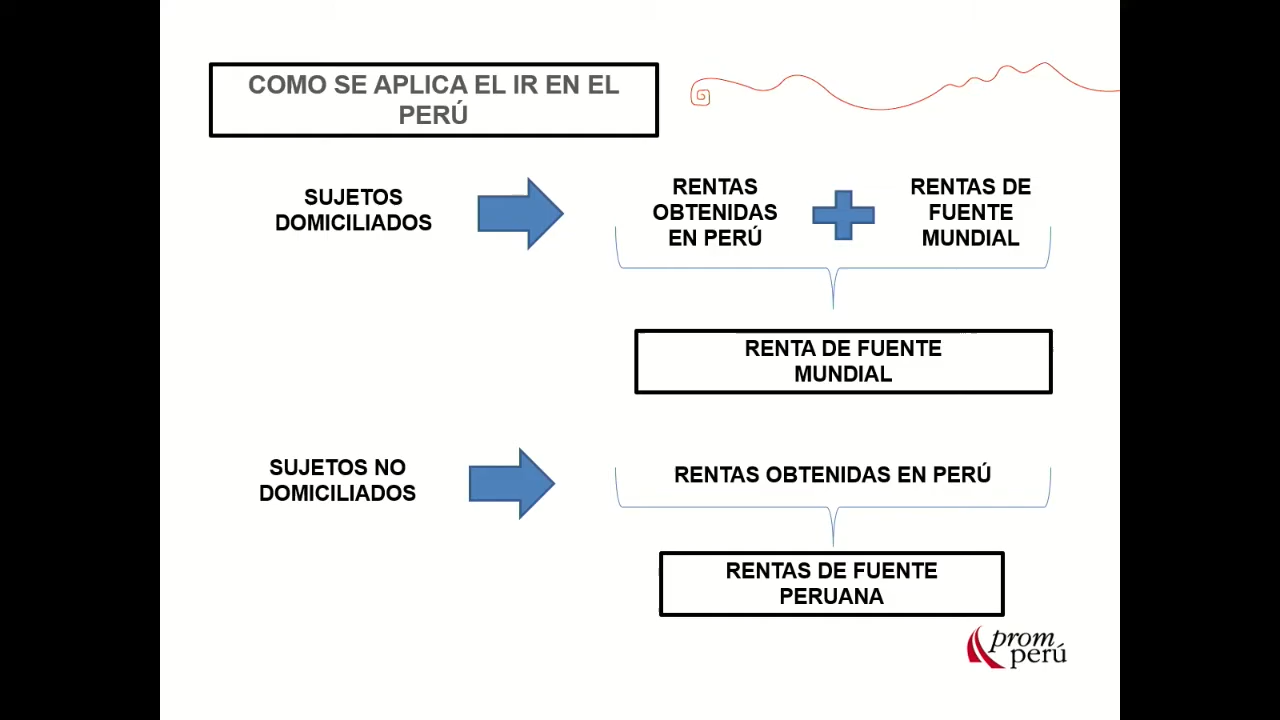 COMO SE APLICA EL IR EN EL
PERÚ
SUJETOS
DOMICILIADOS
RENTAS
OBTENIDAS
EN PERÚ
RENTAS DE
FUENTE
MUNDIAL
RENTA DE FUENTE
MUNDIAL
SUJETOS NO
DOMICILIADOS
RENTAS OBTENIDAS EN PERÚ
RENTAS DE FUENTE
PERUANA
prom
perú